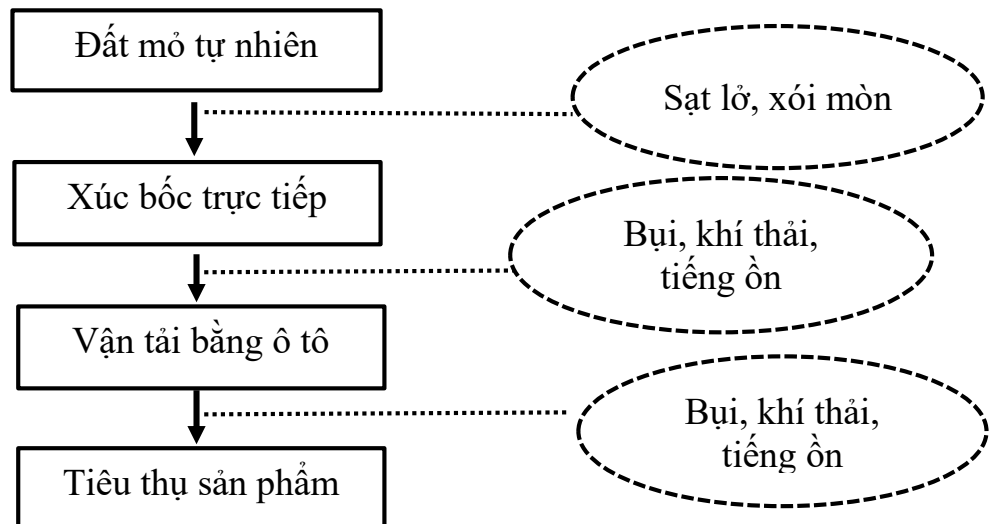 Đất mỏ tự nhiên
Sạt lở, xói mòn
Xúc bốc trực tiếp
Bụi, khí thải,
tiếng ồn
Vận tải bằng ô tô
Bụi, khí thải,
tiếng ồn
Tiêu thụ sản phẩm